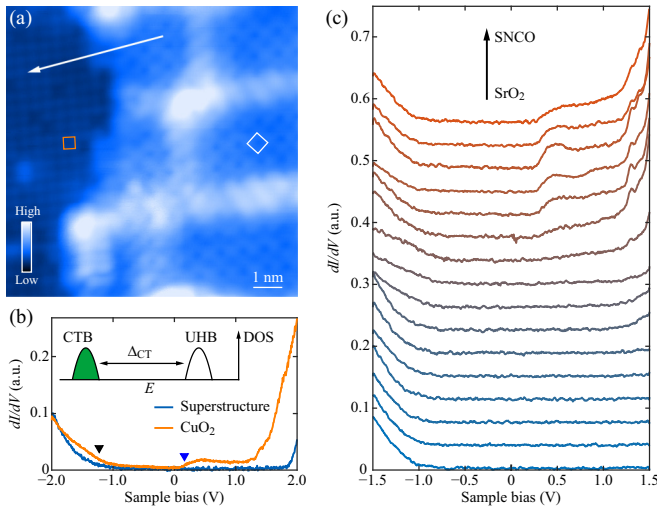 (a)
High
Low
1 nm
(b)
CTB
UHB
DOS
ΔCT
E
Superstructure
CuO2
dI/dV (a.u.)
0.2
0.1
0
−2.0
−1.0
0
1.0
2.0
Sample bias (V)
(c)
SNCO
SrO2
dI/dV (a.u.)
0.7
0.6
0.5
0.4
0.3
0.2
0.1
0
−1.5
−1.0
−0.5
0
0.5
1.0
1.5
Sample bias (V)